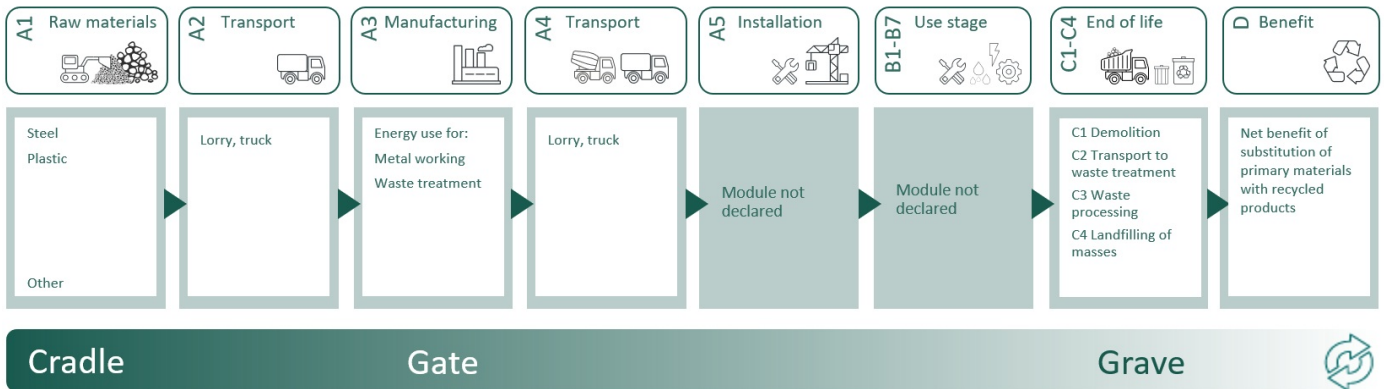 A1 Raw materials
A2 Transport
A3 Manufacturing
A4 Transport
A5 Installation
B1-B7 Use stage
C1-C4 End of life
D Benefit
Steel
Plastic
Other
Lorry, truck
Energy use for:
Metal working
Waste treatment
Lorry, truck
Module not
declared
Module not
declared
C1 Demolition
C2 Transport to
waste treatment
C3 Waste
processing
C4 Landfilling of
masses
Net benefit of
substitution of
primary materials
with recycled
products
Cradle
Gate
Grave